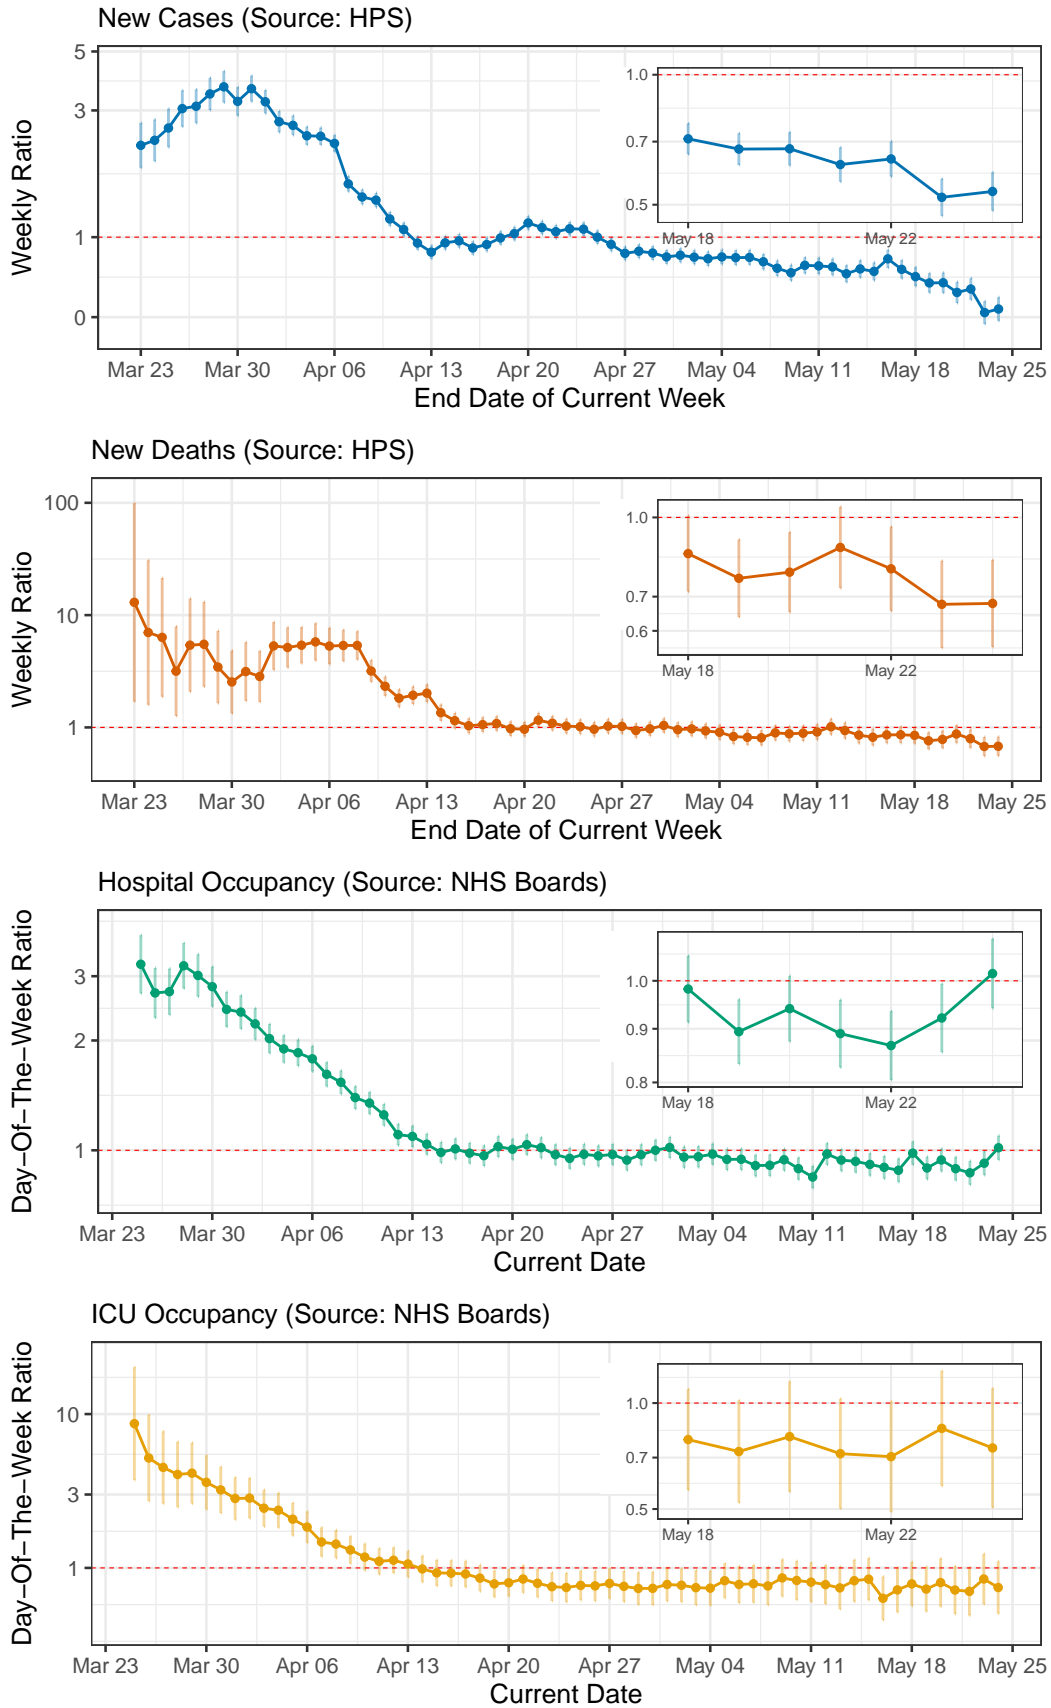 New Cases (Source: HPS)
Weekly Ratio
5
3
1
0
1.0
0.7
0.5
May 18
May 22
Mar 23
Mar 30
Apr 06
Apr 13
Apr 20
Apr 27
May 04
May 11
May 18
May 25
End Date of Current Week
New Deaths (Source: HPS)
Weekly Ratio
100
10
1
1.0
0.7
0.6
May 18
May 22
Mar 23
Mar 30
Apr 06
Apr 13
Apr 20
Apr 27
May 04
May 11
May 18
May 25
End Date of Current Week
Hospital Occupancy (Source: NHS Boards)
Day−Of−The−Week Ratio
3
2
1
1.0
0.9
0.8
May 18
May 22
Mar 23
Mar 30
Apr 06
Apr 13
Apr 20
Apr 27
May 04
May 11
May 18
May 25
Current Date
ICU Occupancy (Source: NHS Boards)
Day−Of−The−Week Ratio
10
3
1
1.0
0.7
0.5
May 18
May 22
Mar 23
Mar 30
Apr 06
Apr 13
Apr 20
Apr 27
May 04
May 11
May 18
May 25
Current Date